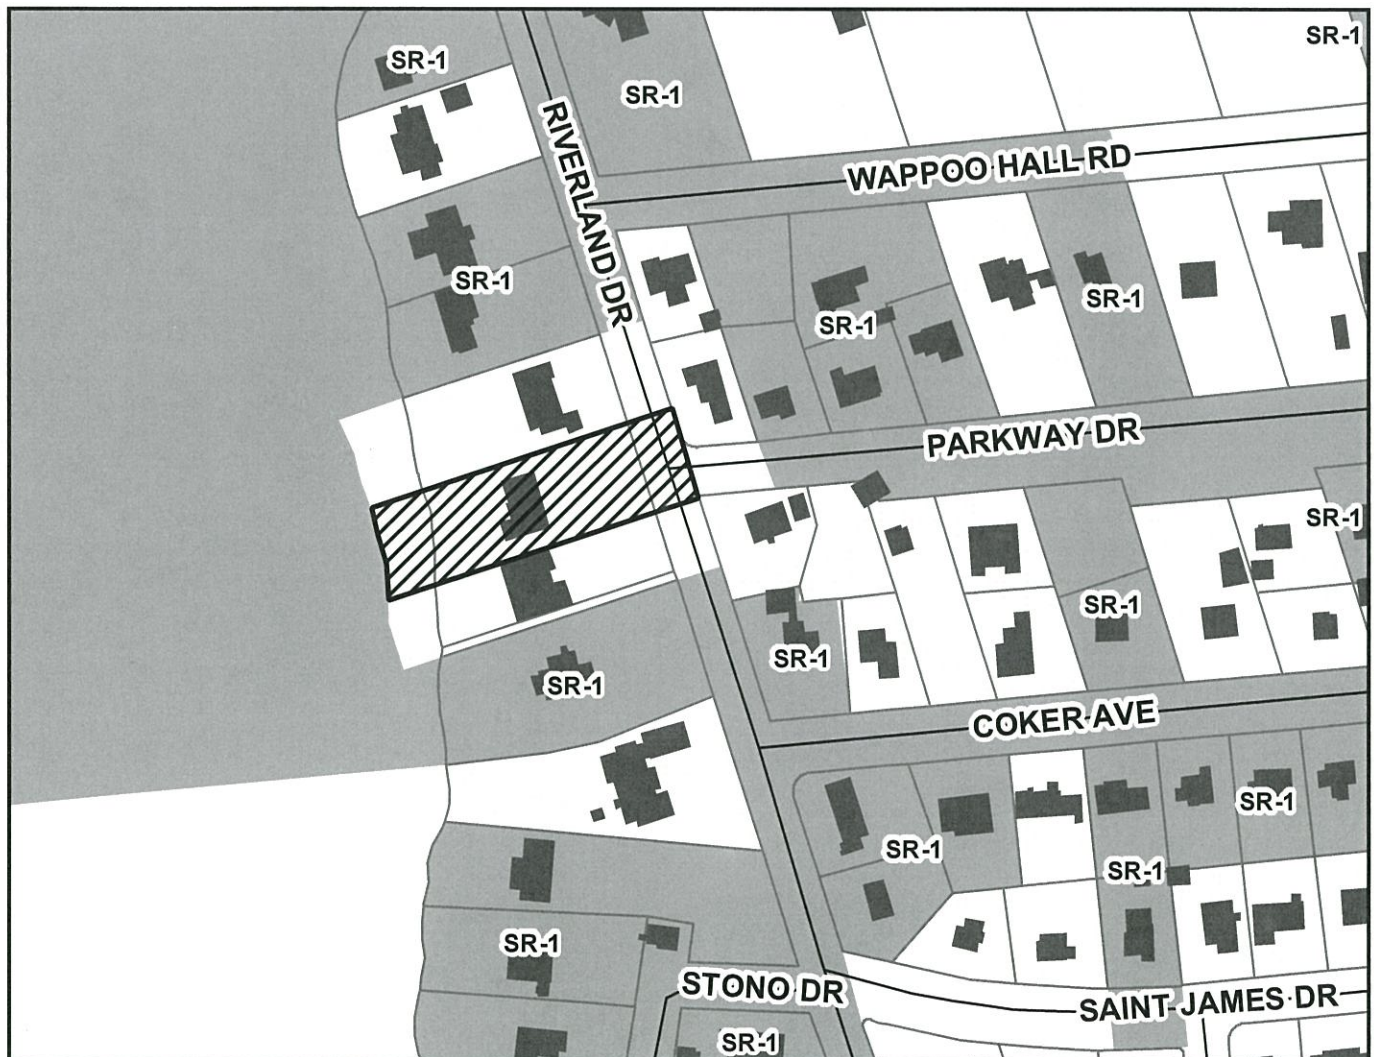 SR-1
SR-1
SR-1
RIVERLAND DR
WAPPOO HALL RD
SR-1
SR-1
SR-1
PARKWAY DR
SR-1
SR-1
SR-1
SR-1
COKER AVE
SR-1
SR-1
SR-1
SR-1
STONO DR
SAINT JAMES DR
SR-1